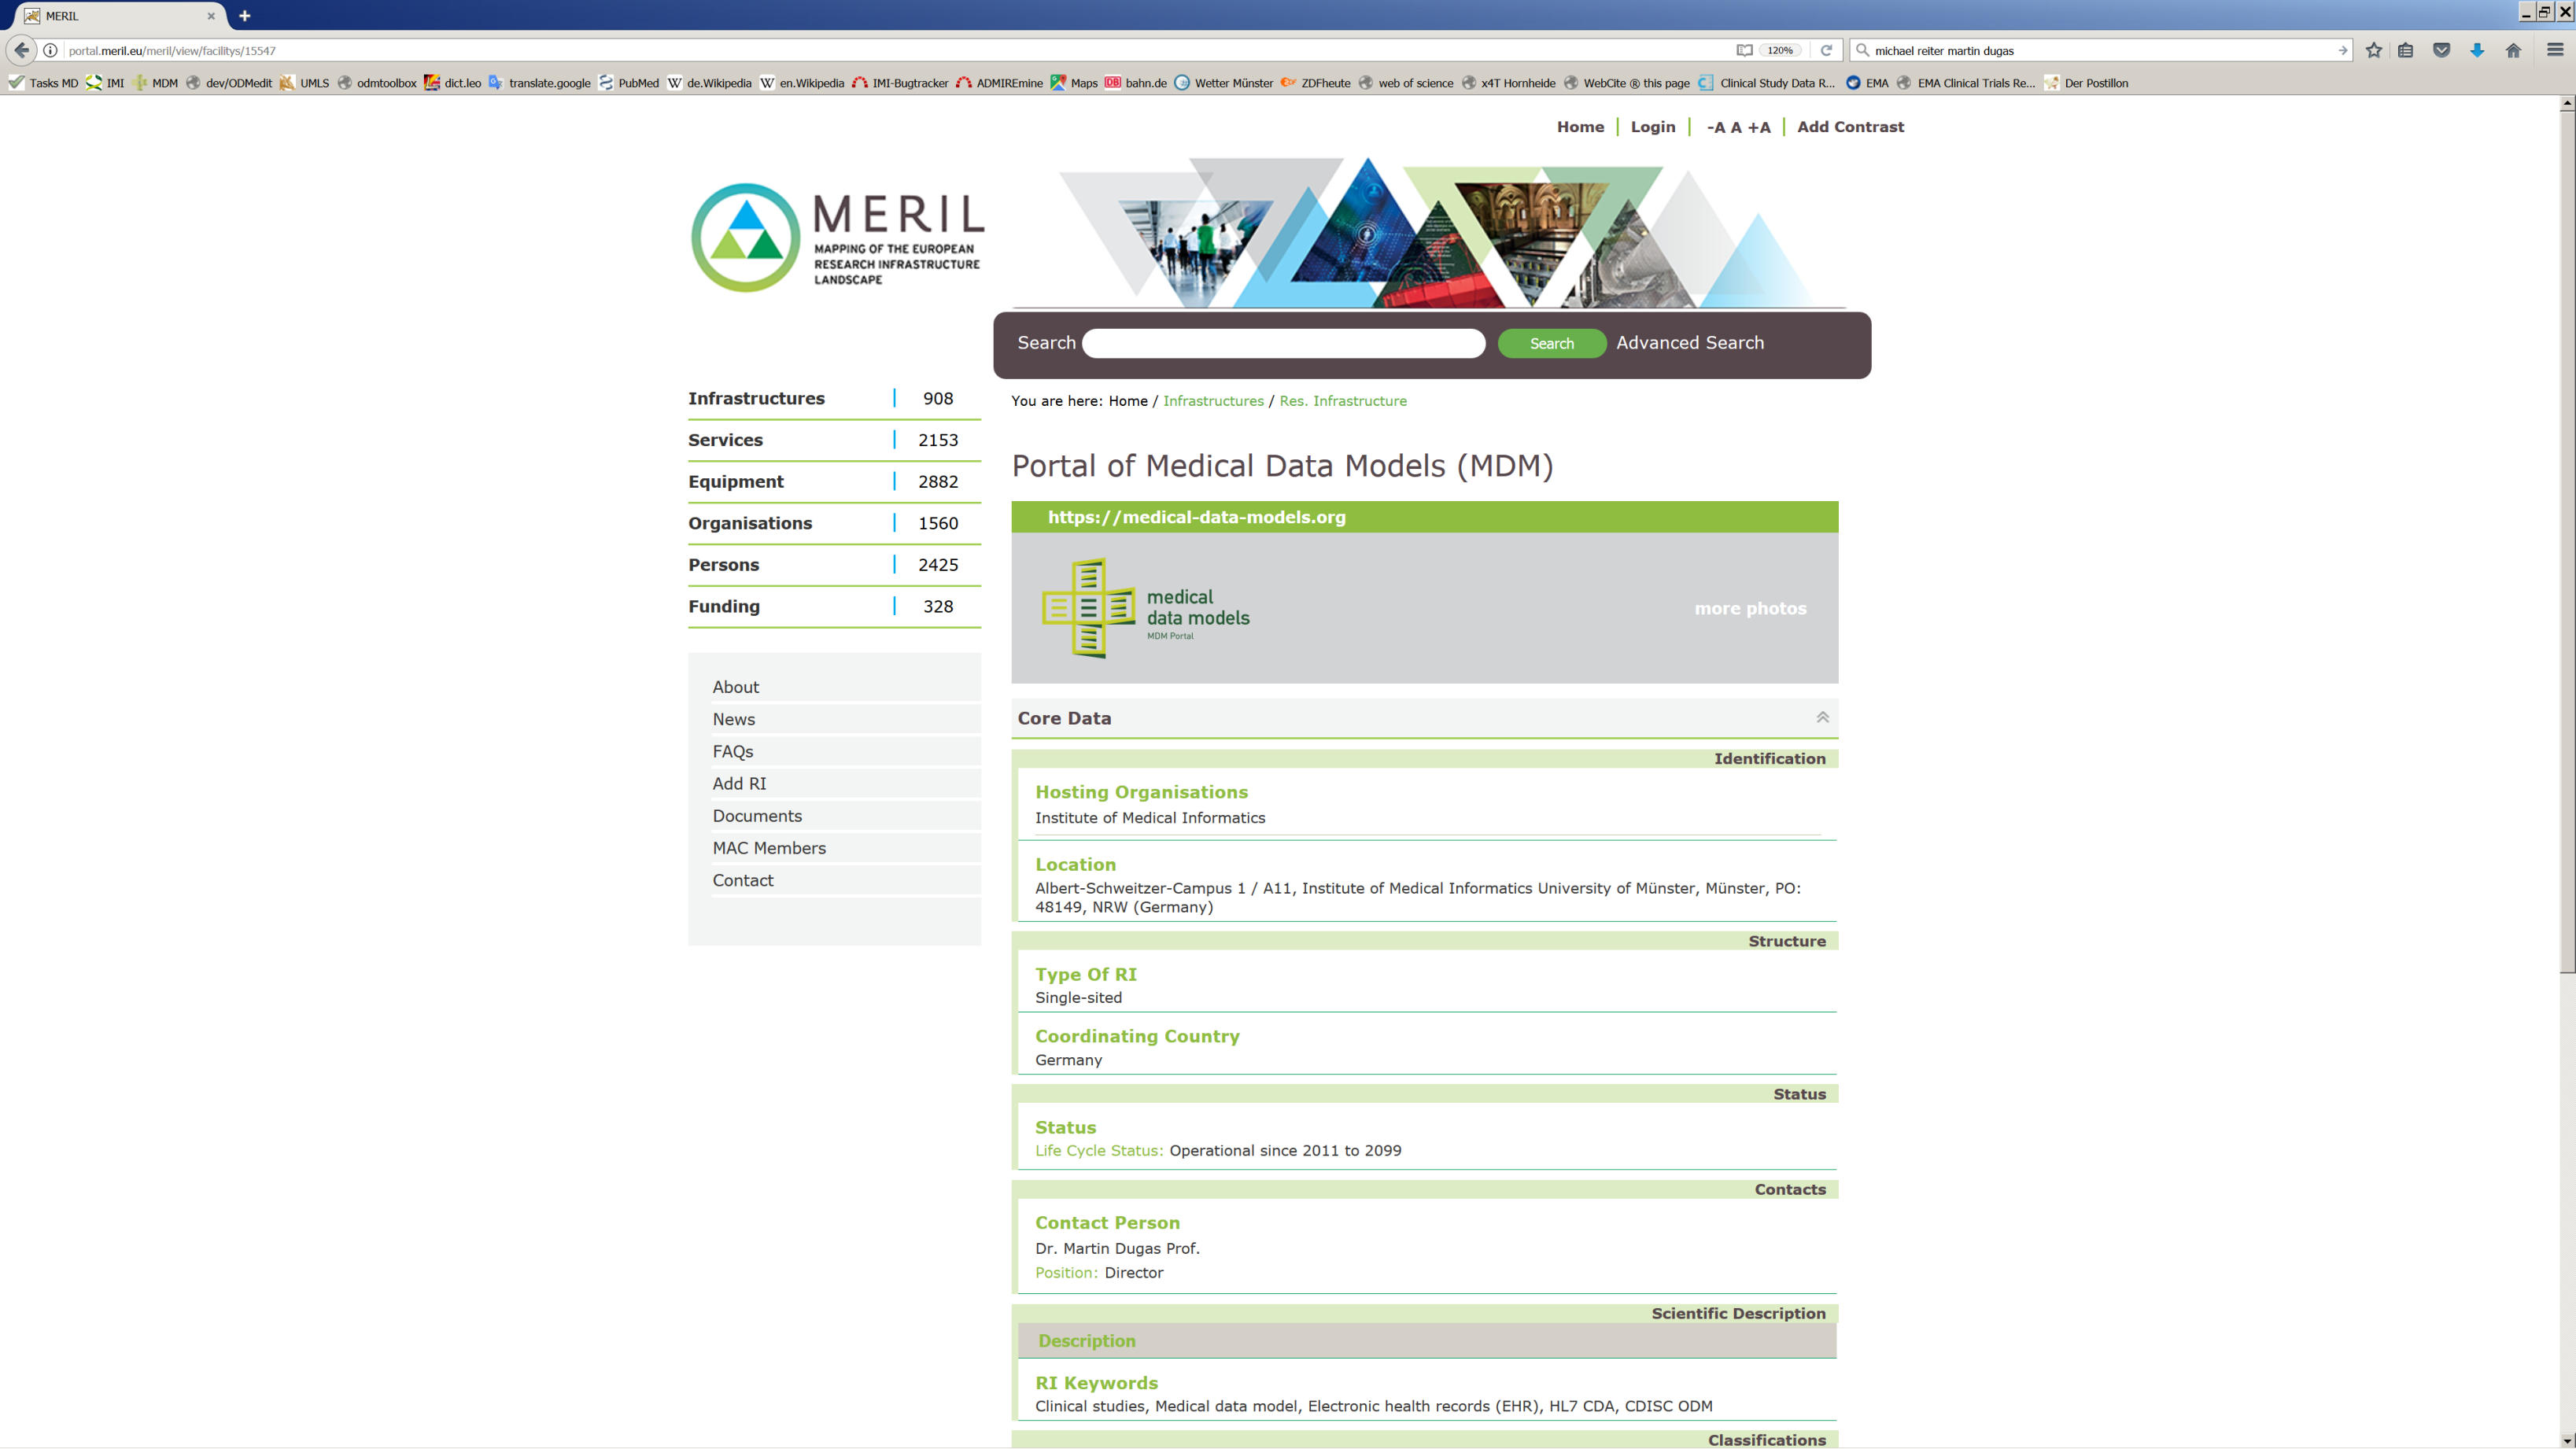 MERIL
portal.meril.eu/meril/view/facilitys/15547
120%
michael reiter martin dugas
Tasks MD IMI MDM dev/ODMedit UMLS odmtoolbox dict.leo translate.google PubMed de.Wikipedia en.Wikipedia IMI-Bugtracker ADMIREmine Maps bahn.de Wetter Münster ZDFheute web of science x4T Hornheide WebCite ® this page Clinical Study Data R... EMA EMA Clinical Trials Re... Der Postillon
Home Login -A A +A Add Contrast
MERIL
MAPPING OF THE EUROPEAN
RESEARCH INFRASTRUCTURE
LANDSCAPE
Search Search Advanced Search
Infrastructures 908
Services 2153
Equipment 2882
Organisations 1560
Persons 2425
Funding 328
About
News
FAQs
Add RI
Documents
MAC Members
Contact
You are here: Home / Infrastructures / Res. Infrastructure
Portal of Medical Data Models (MDM)
https://medical-data-models.org
medical
data models
MDM Portal
more photos
Core Data
Identification
Hosting Organisations
Institute of Medical Informatics
Location
Albert-Schweitzer-Campus 1 / A11, Institute of Medical Informatics University of Münster, Münster, PO:
48149, NRW (Germany)
Structure
Type Of RI
Single-sited
Coordinating Country
Germany
Status
Status
Life Cycle Status: Operational since 2011 to 2099
Contacts
Contact Person
Dr. Martin Dugas Prof.
Position: Director
Scientific Description
Description
RI Keywords
Clinical studies, Medical data model, Electronic health records (EHR), HL7 CDA, CDISC ODM
Classifications